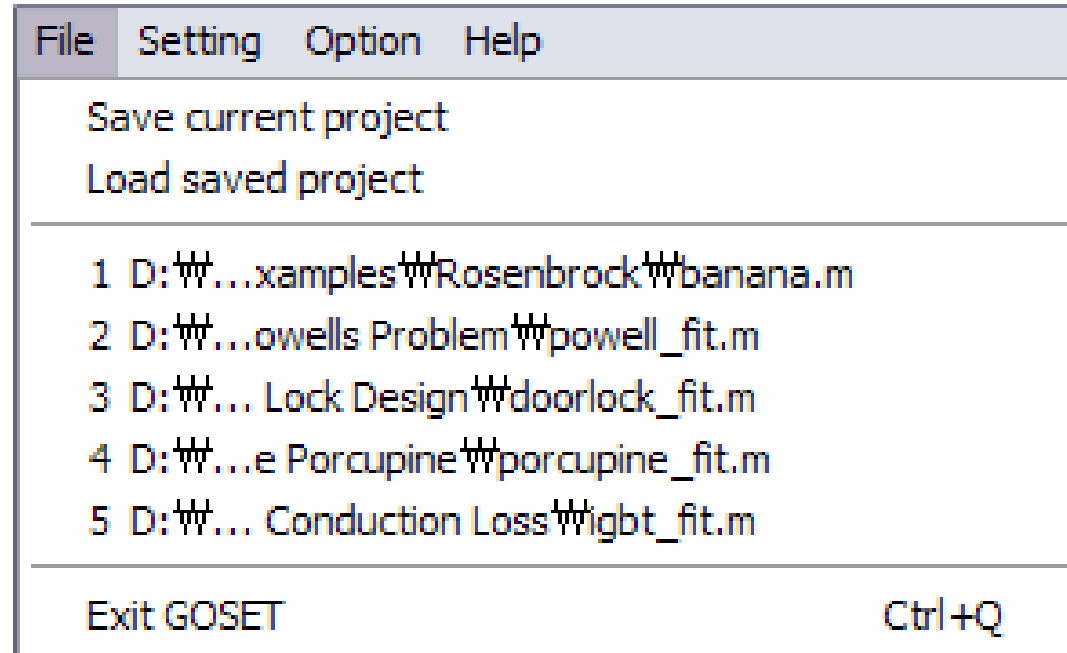 File Setting Option Help
Save current project
Load saved project
1 D:₩...xamples₩Rosenbrock₩banana.m
2 D:₩...owells Problem₩powell_fit.m
3 D:₩... Lock Design₩doorlock_fit.m
4 D:₩...e Porcupine₩porcupine_fit.m
5 D:₩... Conduction Loss₩igbt_fit.m
Exit GOSET Ctrl+Q